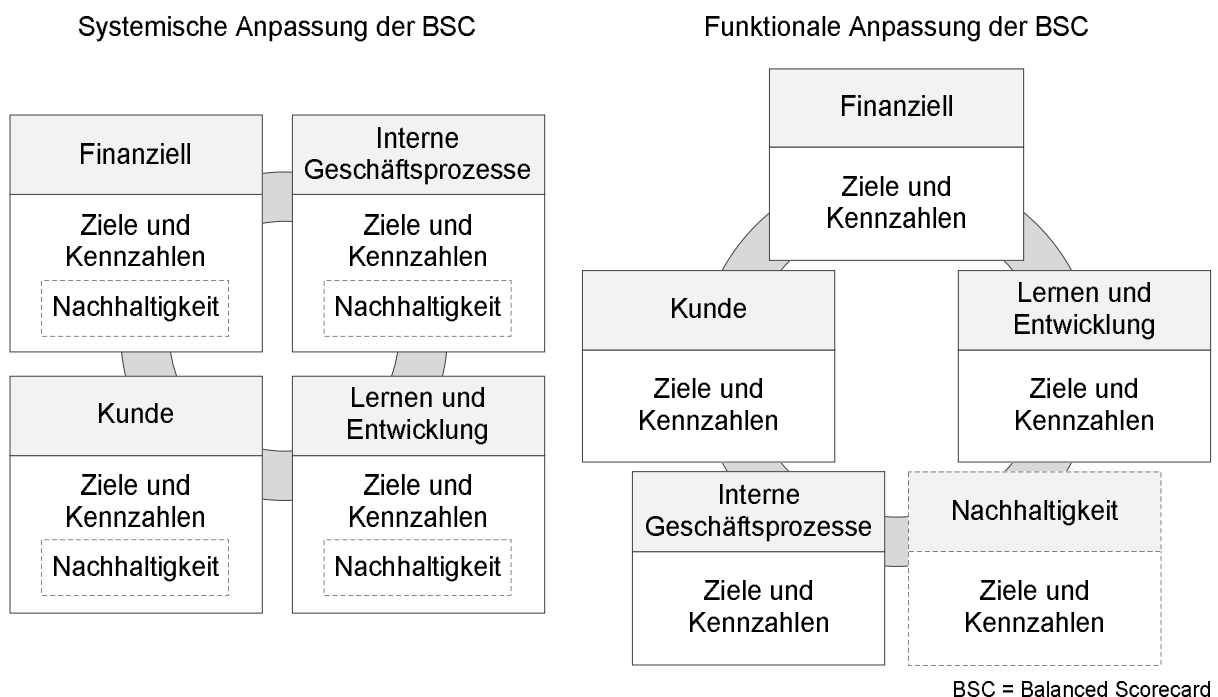 Systemische Anpassung der BSC
Finanziell
Ziele und
Kennzahlen
Nachhaltigkeit
Interne
Geschäftsprozesse
Ziele und
Kennzahlen
Nachhaltigkeit
Kunde
Ziele und
Kennzahlen
Nachhaltigkeit
Lernen und
Entwicklung
Ziele und
Kennzahlen
Nachhaltigkeit
Funktionale Anpassung der BSC
Finanziell
Ziele und
Kennzahlen
Kunde
Ziele und
Kennzahlen
Lernen und
Entwicklung
Ziele und
Kennzahlen
Interne
Geschäftsprozesse
Ziele und
Kennzahlen
Nachhaltigkeit
Ziele und
Kennzahlen
BSC = Balanced Scorecard